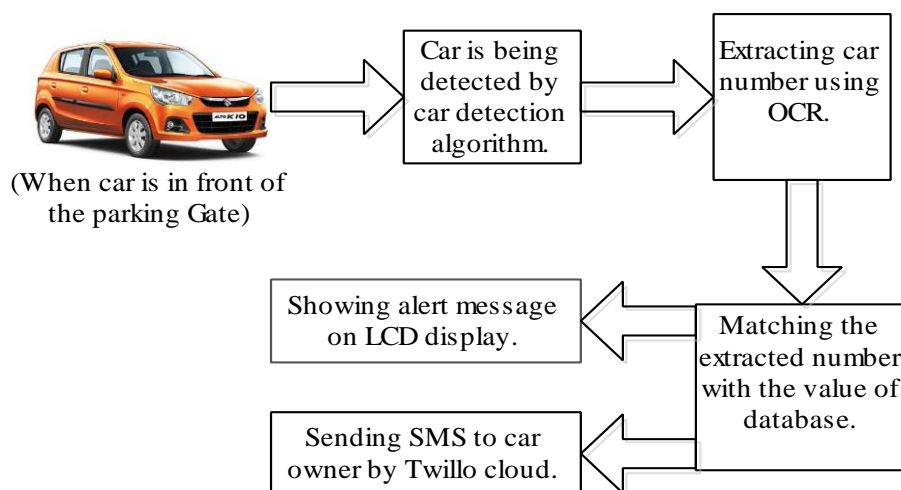 (When car is in front of
the parking Gate)
Car is being
detected by
car detection
algorithm.
Extracting car
number using
OCR.
Matching the
extracted number
with the value of
database.
Showing alert message
on LCD display.
Sending SMS to car
owner by Twillo cloud.
ALTO K10